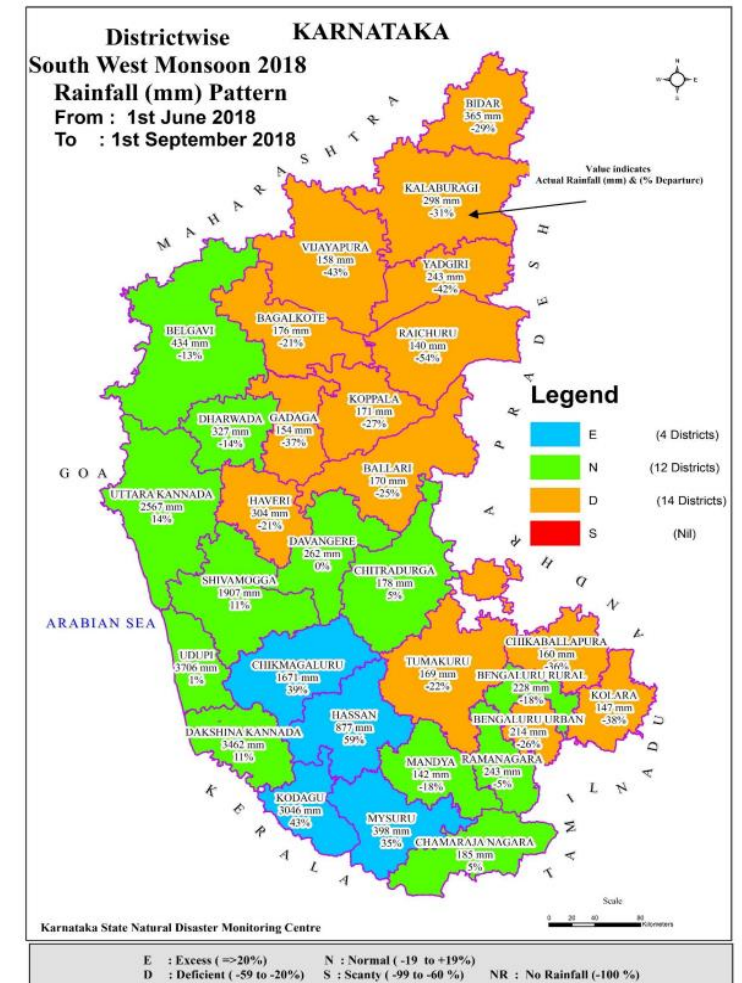 Districtwise
KARNATAKA
South West Monsoon 2018
Rainfall (mm) Pattern
From : 1st June 2018
To : 1st September 2018
N
W E
S
MAHARASHTRA
BIDAR
365 mm
-29%
Value indicates
Actual Rainfall (mm) & (% Departure)
KALABURAGI
298 mm
-31%
VIJAYAPURA
158 mm
-43%
YADGIRI
243 mm
-42%
BAGALKOTE
176 mm
-21%
RAICHURU
140 mm
-54%
BELGAVI
434 mm
-13%
KOPPALA
171 mm
-27%
DHARWADA
327 mm
-14%
GADAGA
154 mm
-37%
BALLARI
170 mm
-25%
GOA
UTTARA KANNADA
2567 mm
14%
HAVERI
304 mm
-21%
DAVANGERE
262 mm
0%
CHITRADURGA
178 mm
5%
SHIVAMOGGA
1907 mm
11%
ANDHRA PRADESH
Legend
E (4 Districts)
N (12 Districts)
D (14 Districts)
S (Nil)
ARABIAN SEA
UDUPI
3706 mm
1%
CHIKMAGALURU
1671 mm
39%
TUMAKURU
169 mm
-22%
CHIKABALLAPURA
160 mm
-36%
BENGALURU RURAL
228 mm
-18%
KOLARA
147 mm
-38%
HASSAN
877 mm
59%
BENGALURU URBAN
214 mm
-26%
DAKSHINA KANNADA
3462 mm
11%
MANDYA
142 mm
-18%
RAMANAGARA
243 mm
-5%
KODAGU
3046 mm
43%
MYSURU
398 mm
35%
CHAMARAJA NAGARA
185 mm
5%
KERALA
TAMIL NADU
Scale
0 20 40 80
Kilometers
Karnataka State Natural Disaster Monitoring Centre
E : Excess ( =>20%) N : Normal ( -19 to +19%)
D : Deficient ( -59 to -20%) S : Scanty ( -99 to -60 %) NR : No Rainfall (-100 %)